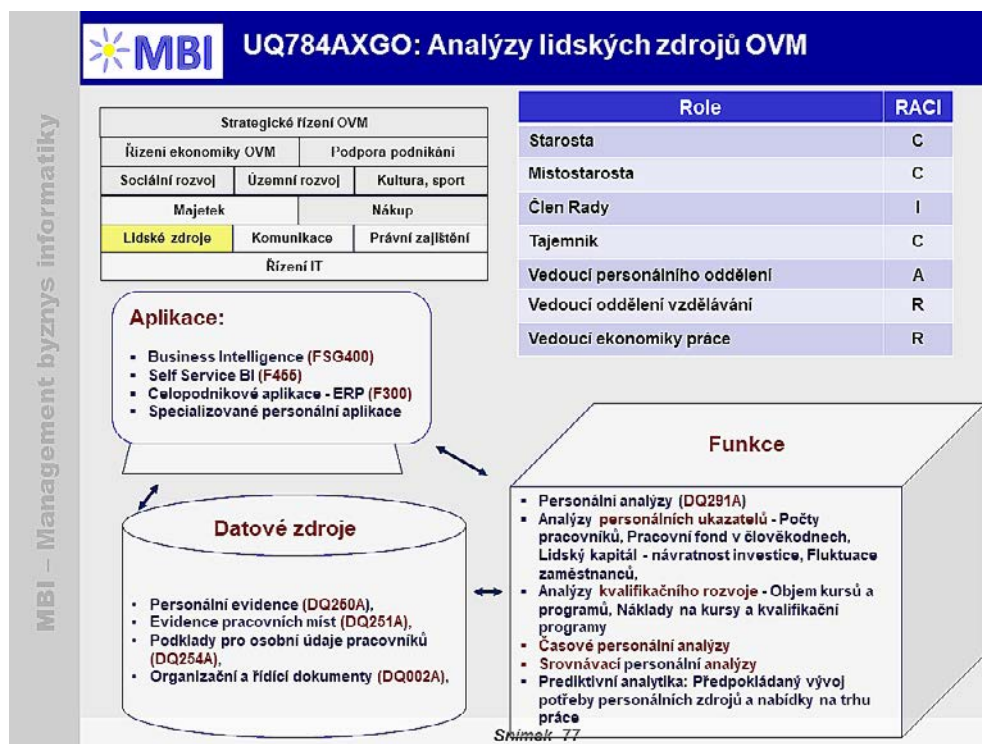 MBI
UQ784AXGO: Analýzy lidských zdrojů OVM
MBI – Management byznys informatiky
Strategické řízení OVM
Řízení ekonomiky OVM Podpora podnikání
Sociální rozvoj Územní rozvoj Kultura, sport
Majetek Nákup
Lidské zdroje Komunikace Právní zajištění
Řízení IT
Role RACI
Starosta C
Místostarosta C
Člen Rady I
Tajemník C
Vedoucí personálního oddělení A
Vedoucí oddělení vzdělávání R
Vedoucí ekonomiky práce R
Aplikace:
▪ Business Intelligence (FSG400)
▪ Self Service BI (F455)
▪ Celopodnikové aplikace - ERP (F300)
▪ Specializované personální aplikace
Datové zdroje
• Personální evidence (DQ250A),
• Evidence pracovních míst (DQ251A),
• Podklady pro osobní údaje pracovníků
(DQ254A),
• Organizační a řídící dokumenty (DQ002A),
Funkce
▪ Personální analýzy (DQ291A)
▪ Analýzy personálních ukazatelů - Počty
pracovníků, Pracovní fond v člověkodnech,
Lidský kapitál - návratnost investice, Fluktuace
zaměstnanců,
▪ Analýzy kvalifikačního rozvoje - Objem kursů a
programů, Náklady na kursy a kvalifikační
programy
▪ Časové personální analýzy
▪ Srovnávací personální analýzy
▪ Prediktivní analytika: Předpokládaný vývoj
potřeby personálních zdrojů a nabídky na trhu
práce
Snímek 77